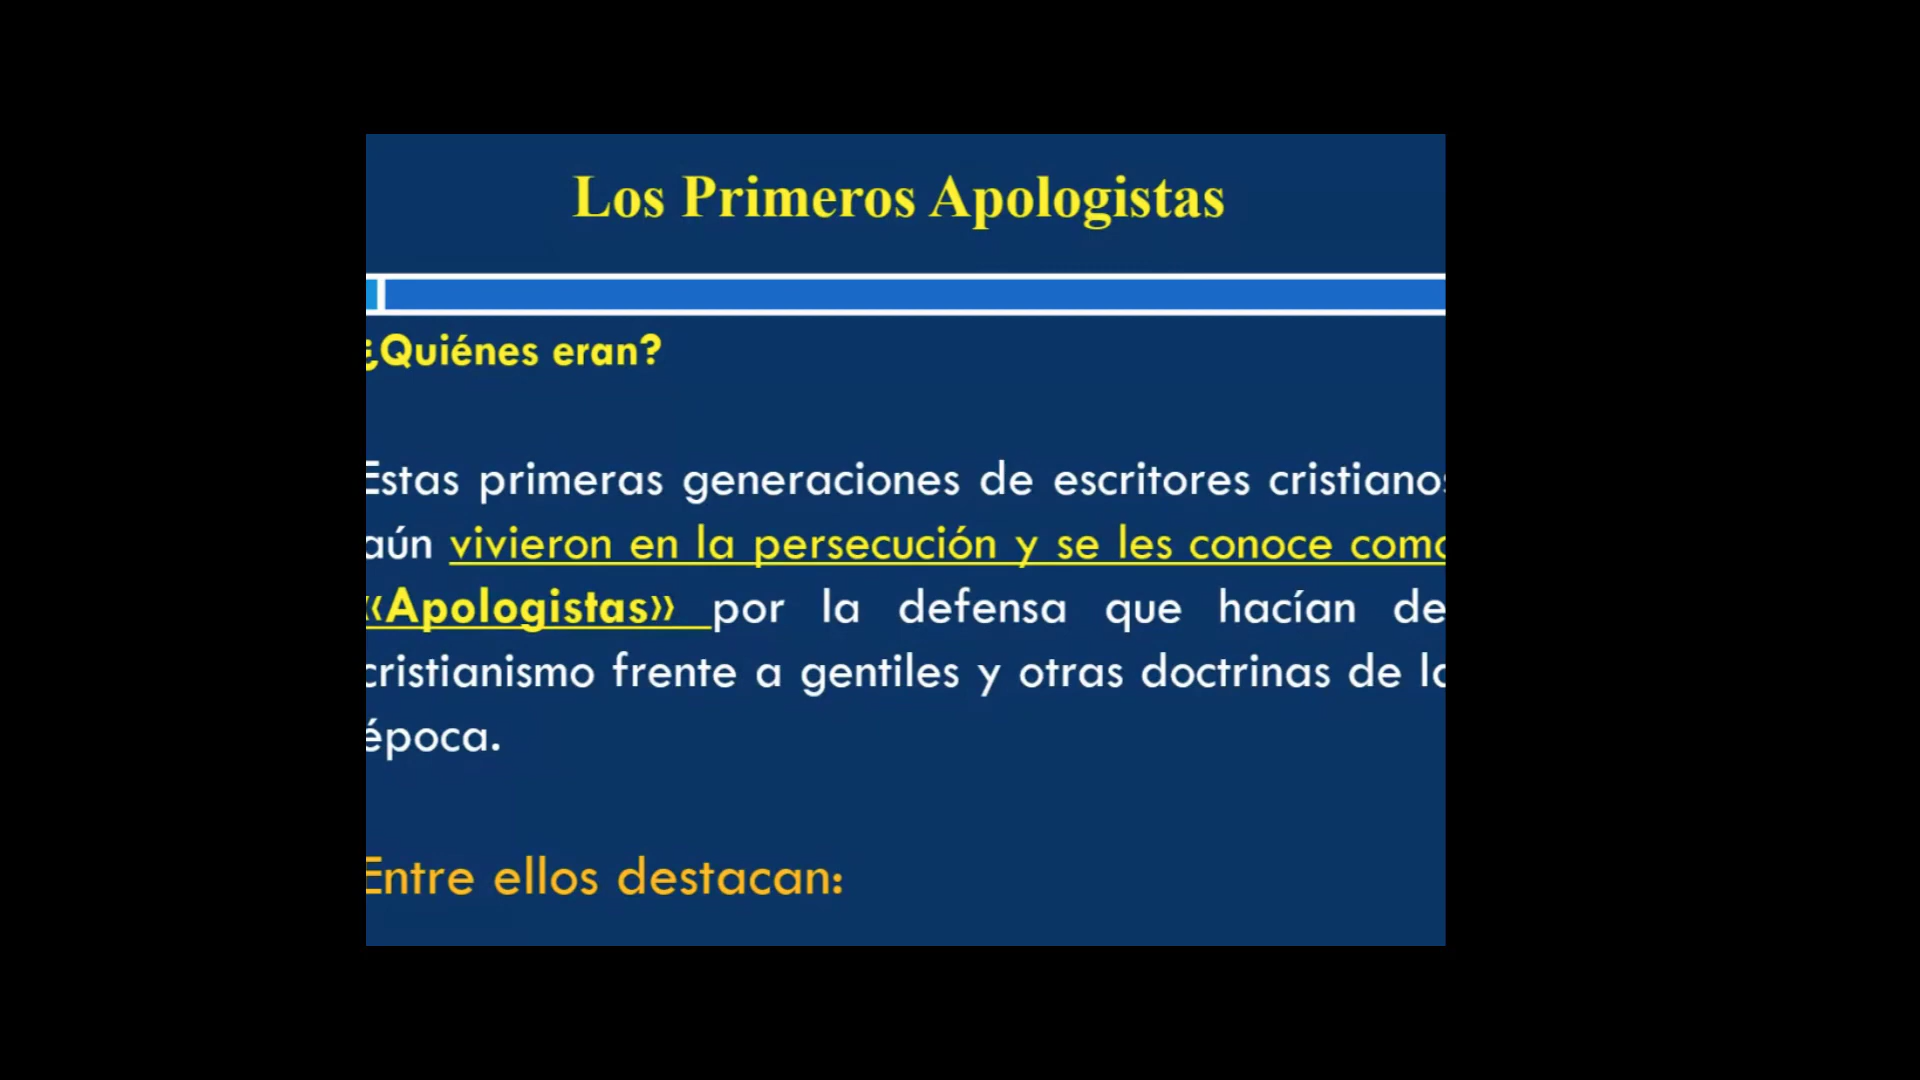 Los Primeros Apologistas
¿Quiénes eran?
Estas primeras generaciones de escritores cristianos
aún vivieron en la persecución y se les conoce como
«Apologistas» por la defensa que hacían de
cristianismo frente a gentiles y otras doctrinas de la
época.
Entre ellos destacan: